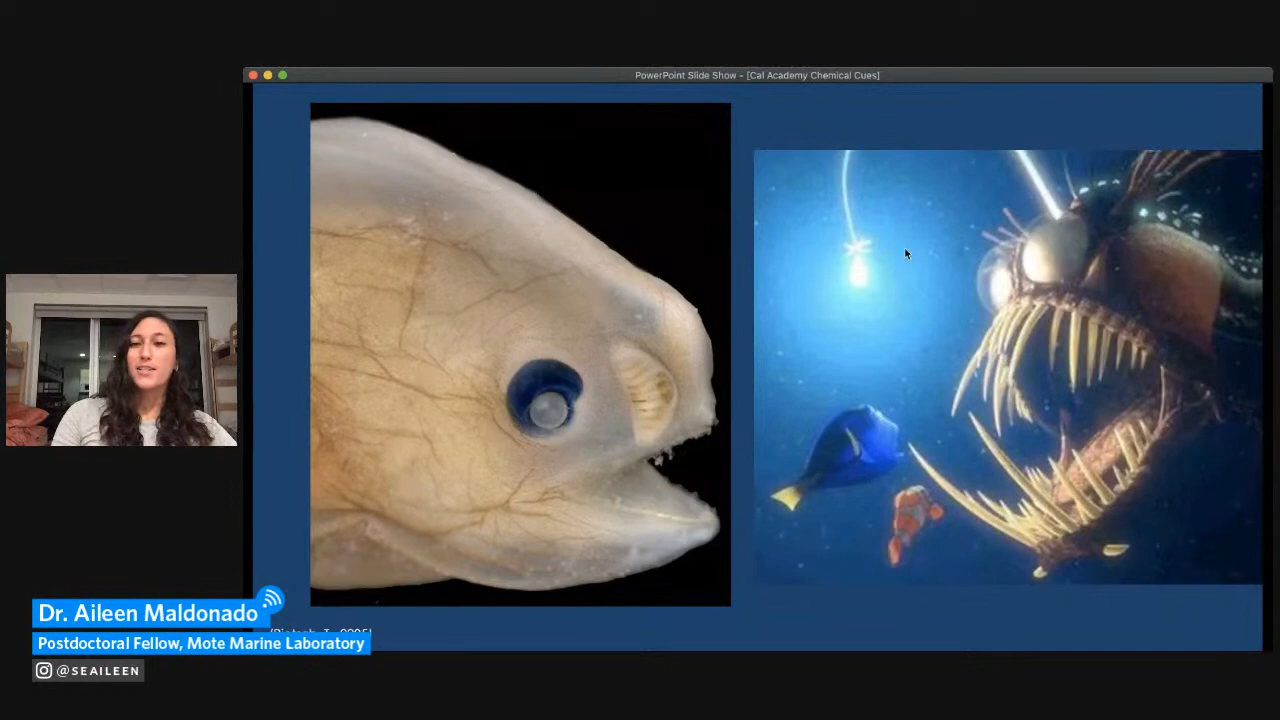 PowerPoint Slide Show - [Cal Academy Chemical Cues]
Dr. Aileen Maldonado
Postdoctoral Fellow, Mote Marine Laboratory
@SEAILEEN